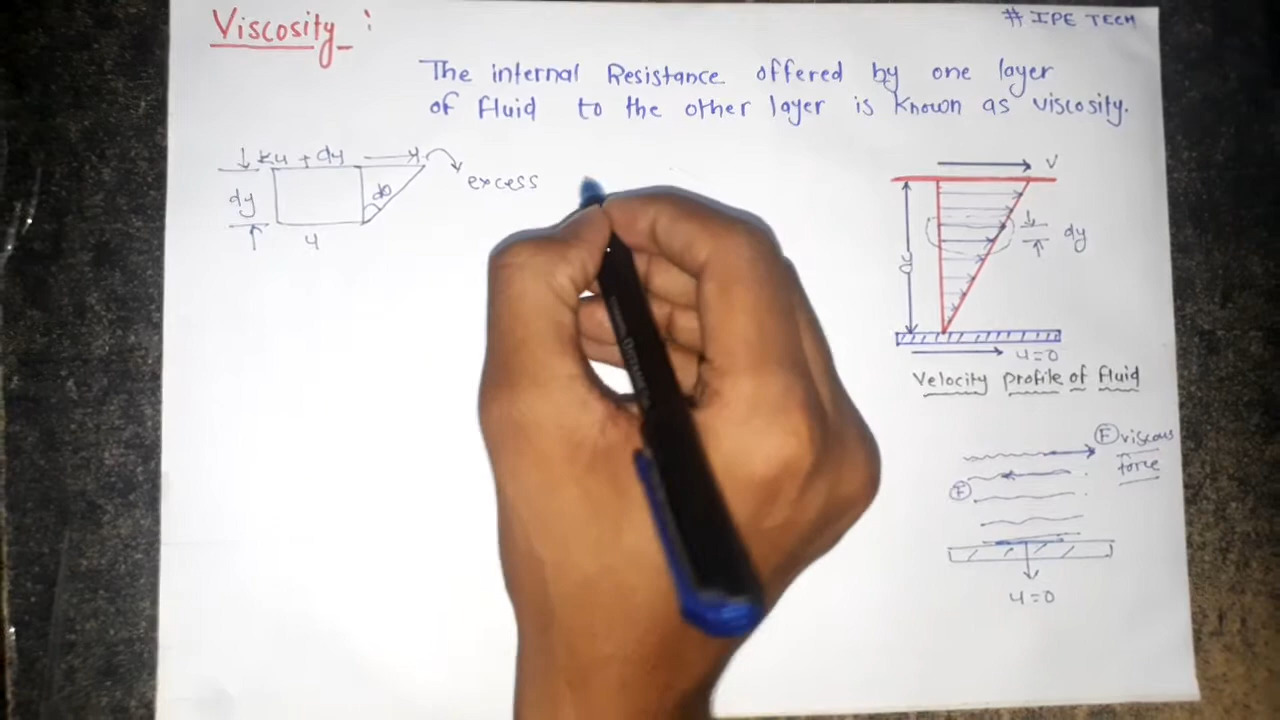 Viscosity :
# IPE TECH
The internal Resistance offered by one layer
of fluid to the other layer is known as viscosity.
u + dy
excess
dy
dθ
u
V
dy
y
u=0
Velocity profile of fluid
F viscous
force
F
u=0